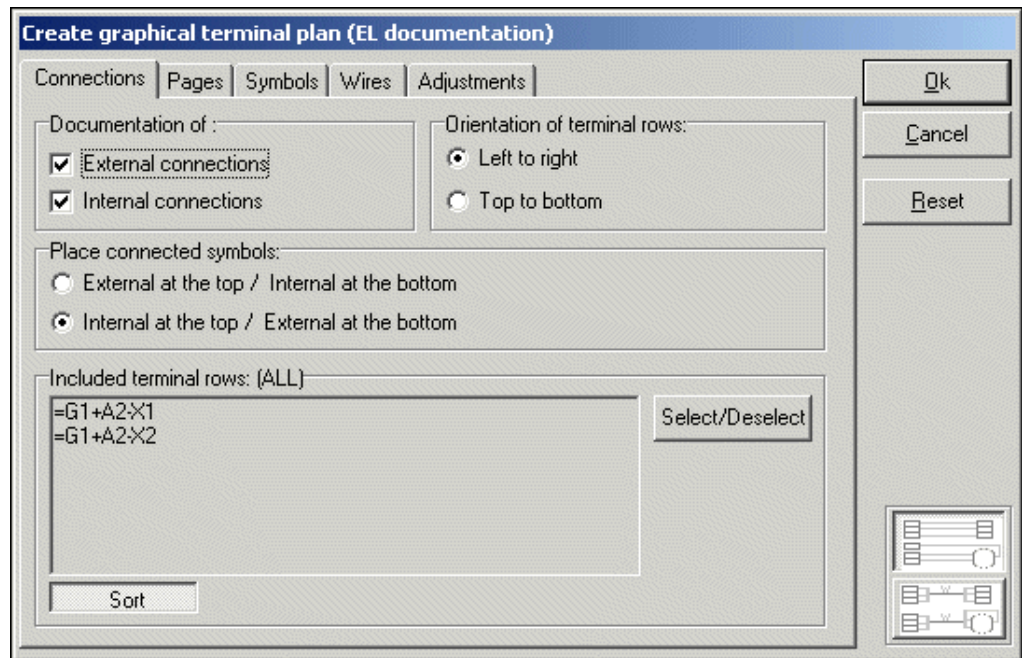 Create graphical terminal plan (EL documentation)
Connections Pages Symbols Wires Adjustments
Ok
Cancel
Reset
Documentation of :
External connections
Internal connections
Orientation of terminal rows:
Left to right
Top to bottom
Place connected symbols:
External at the top / Internal at the bottom
Internal at the top / External at the bottom
Included terminal rows: (ALL)
=G1+A2-X1
=G1+A2-X2
Select/Deselect
Sort
W
W